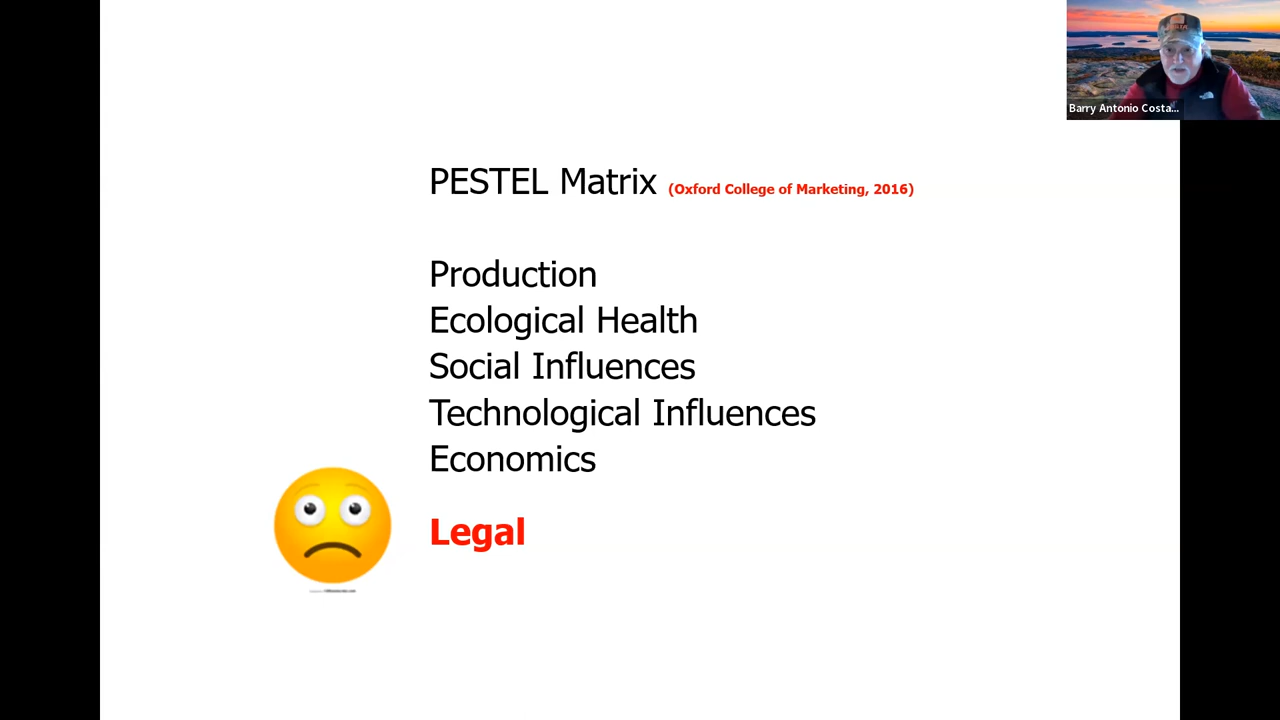 PESTEL Matrix (Oxford College of Marketing, 2016)
Production
Ecological Health
Social Influences
Technological Influences
Economics
Legal
Barry Antonio Costa...